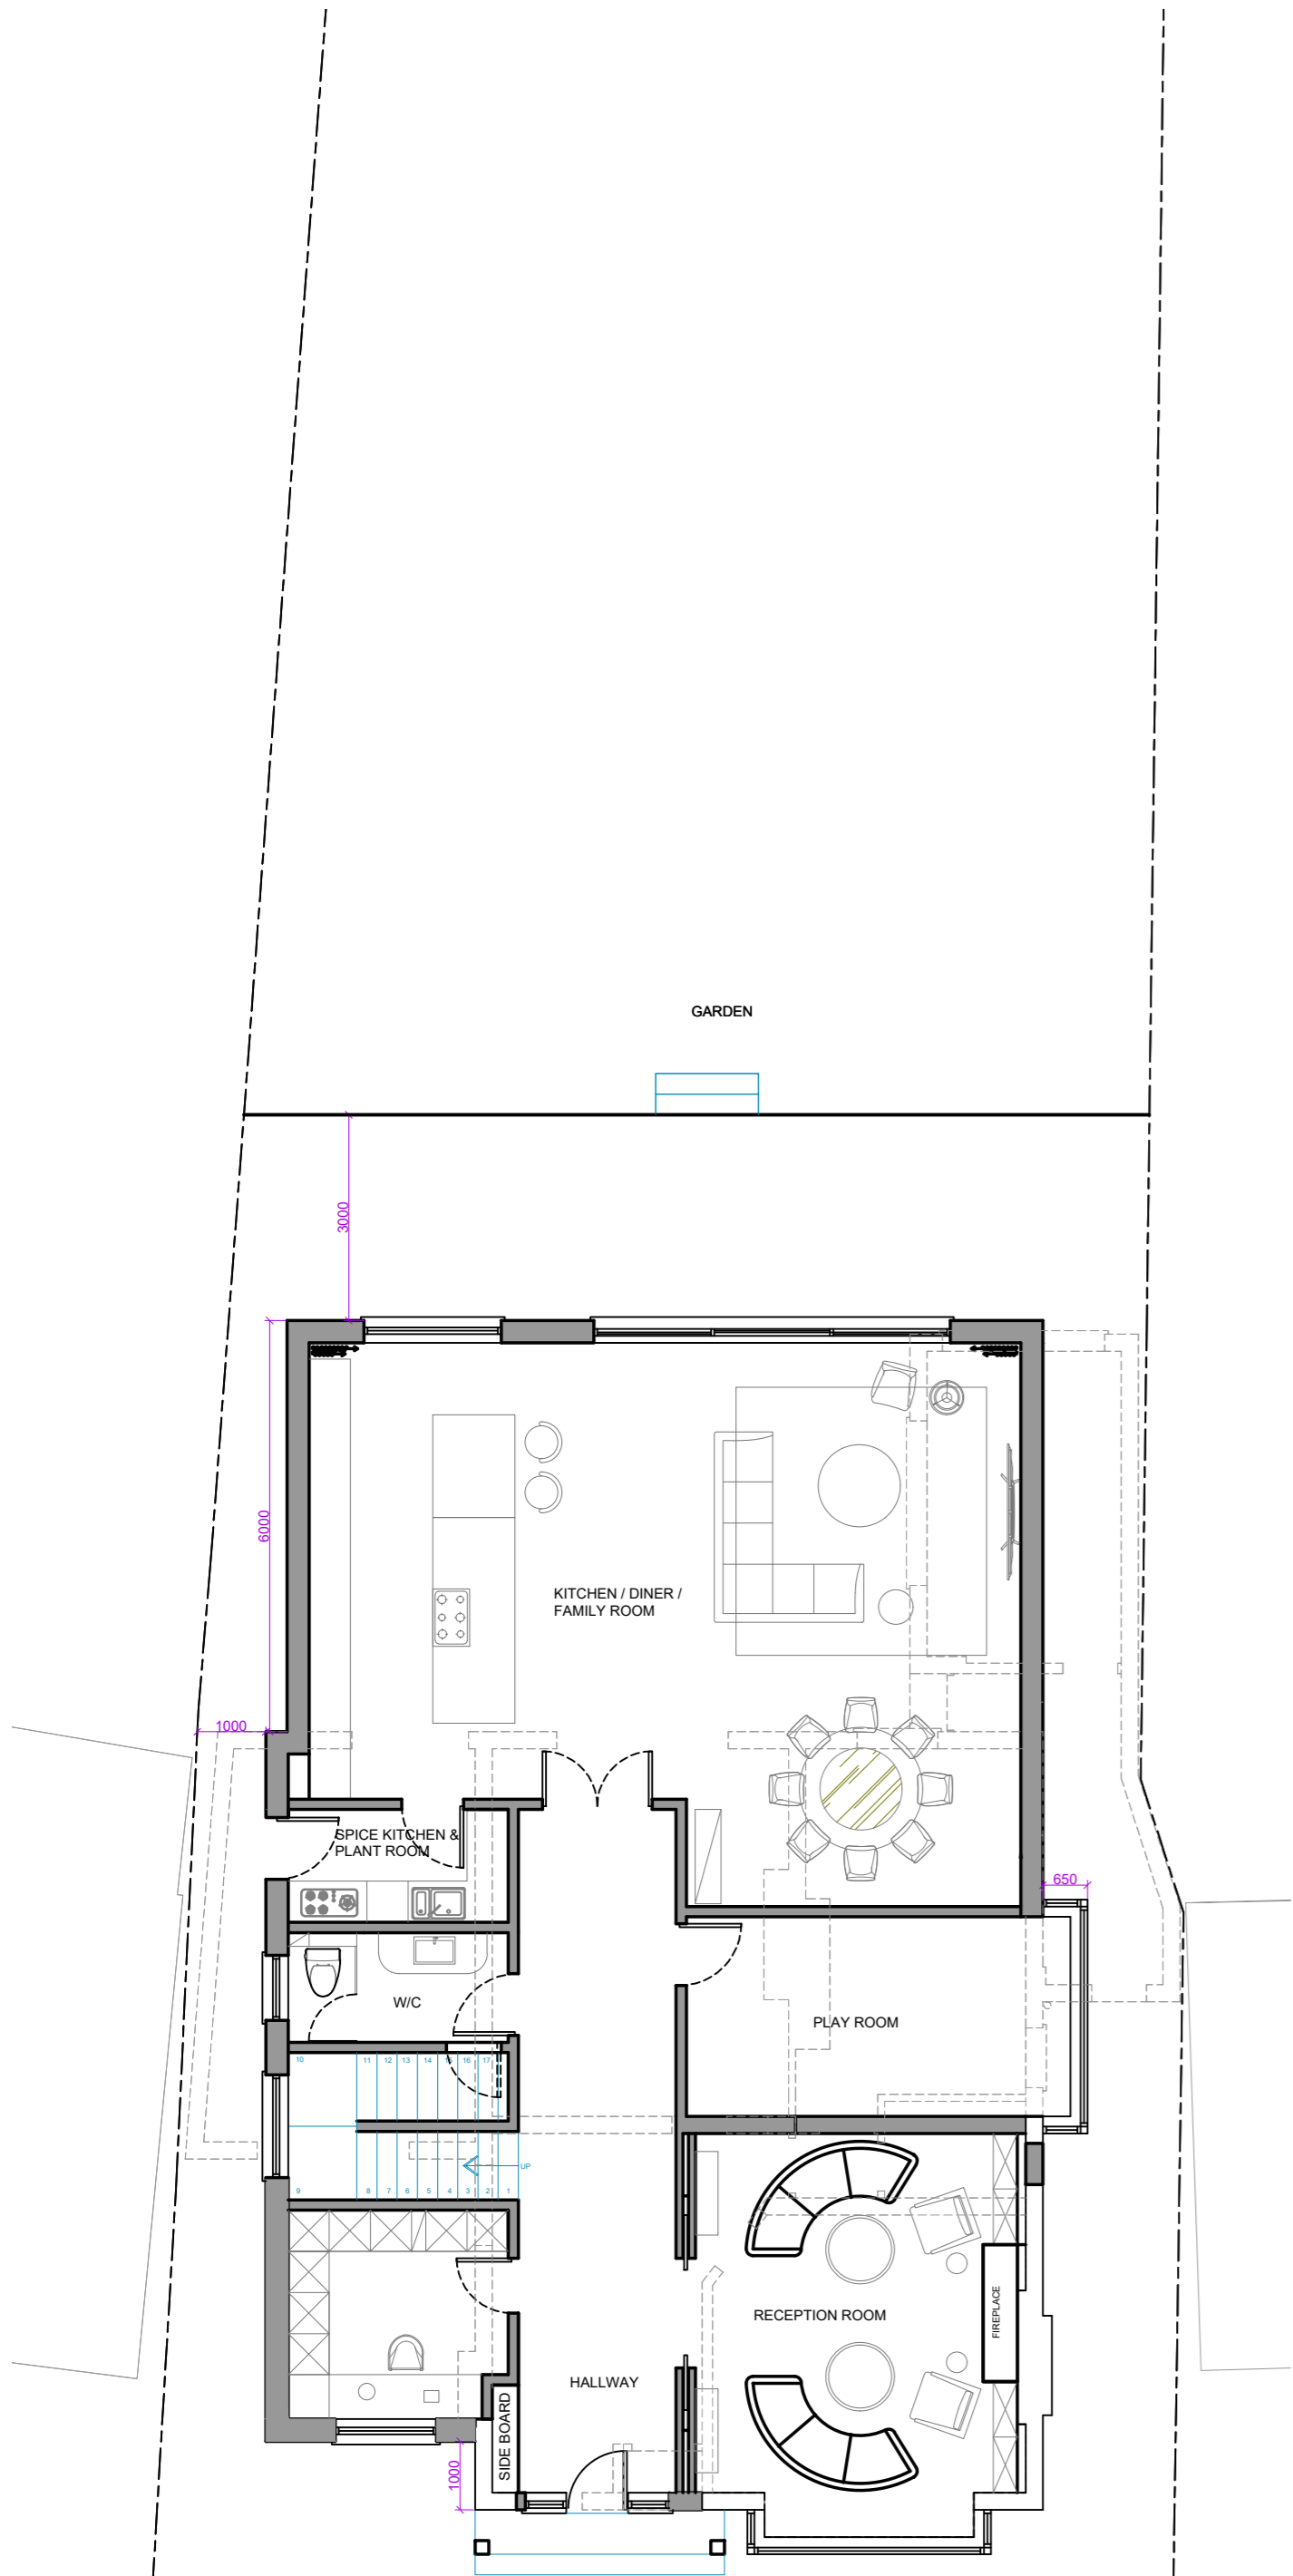 GARDEN
3000
6000
KITCHEN / DINER /
FAMILY ROOM
1000
SPICE KITCHEN &
PLANT ROOM
650
W/C
PLAY ROOM
10 11 12 13 14 15 16 17
UP
9 8 7 6 5 4 3 2 1
RECEPTION ROOM
FIREPLACE
HALLWAY
SIDE BOARD
1000